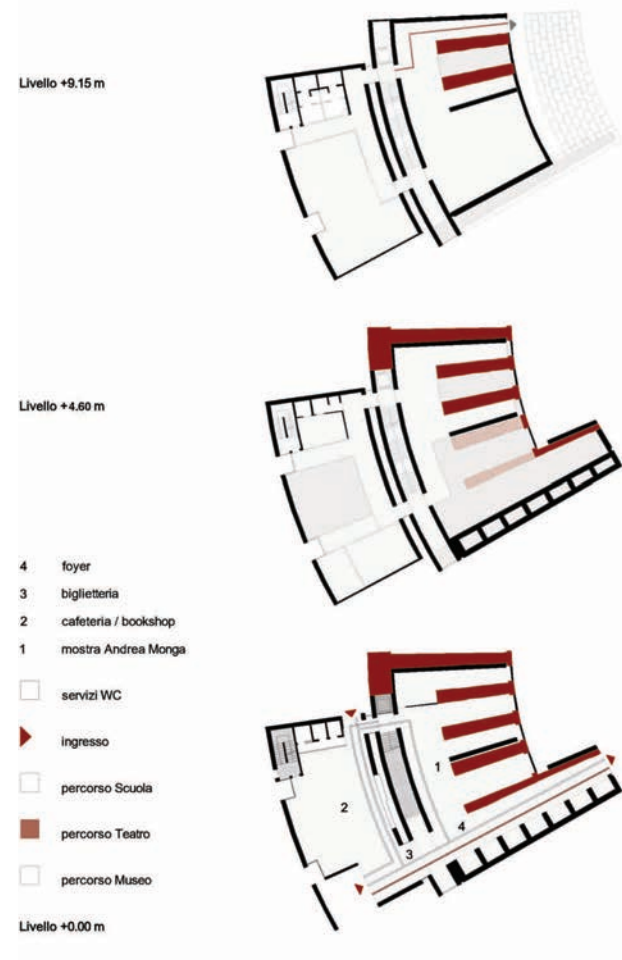 Livello +9.15 m
Livello +4.60 m
4 foyer
3 biglietteria
2 cafeteria / bookshop
1 mostra Andrea Monga
servizi WC
ingresso
percorso Scuola
percorso Teatro
percorso Museo
Livello +0.00 m
1
2
4
3